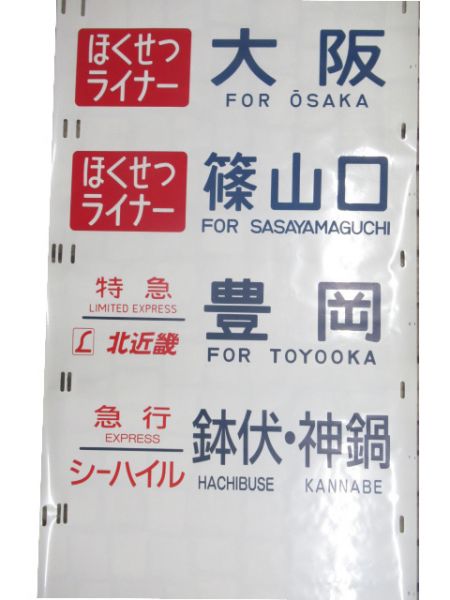 ほくせつ
ライナー
大阪
FOR ŌSAKA
ほくせつ
ライナー
篠山口
FOR SASAYAMAGUCHI
特急
LIMITED EXPRESS
L 北近畿
豊岡
FOR TOYOOKA
急行
EXPRESS
シーハイル
鉢伏・神鍋
HACHIBUSE KANNABE